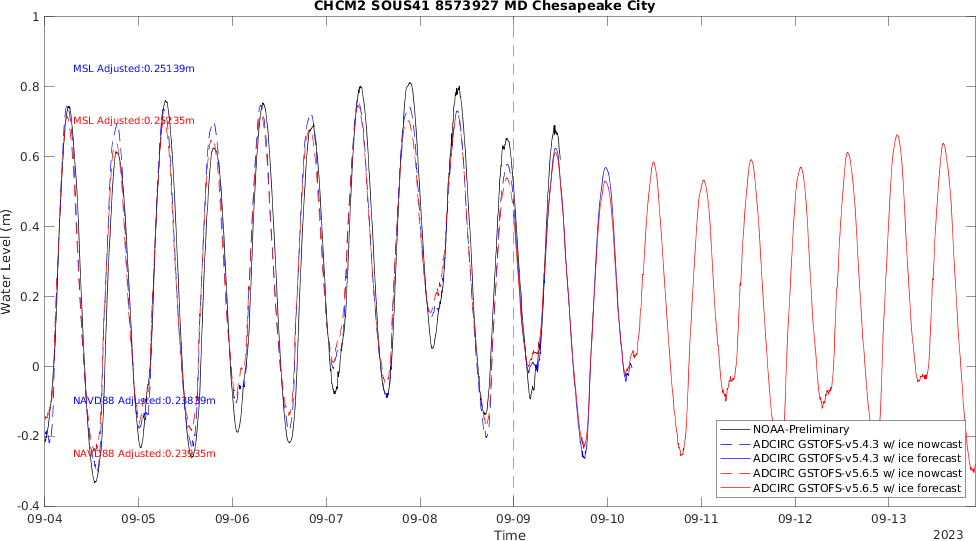 CHCM2 SOUS41 8573927 MD Chesapeake City
1
0.8
0.6
0.4
0.2
0
-0.2
-0.4
Water Level (m)
MSL Adjusted:0.25139m
MSL Adjusted:0.25235m
NAVD88 Adjusted:0.23839m
NAVD88 Adjusted:0.23935m
NOAA-Preliminary
ADCIRC GSTOFS-v5.4.3 w/ ice nowcast
ADCIRC GSTOFS-v5.4.3 w/ ice forecast
ADCIRC GSTOFS-v5.6.5 w/ ice nowcast
ADCIRC GSTOFS-v5.6.5 w/ ice forecast
09-04 09-05 09-06 09-07 09-08 09-09 09-10 09-11 09-12 09-13
Time
2023